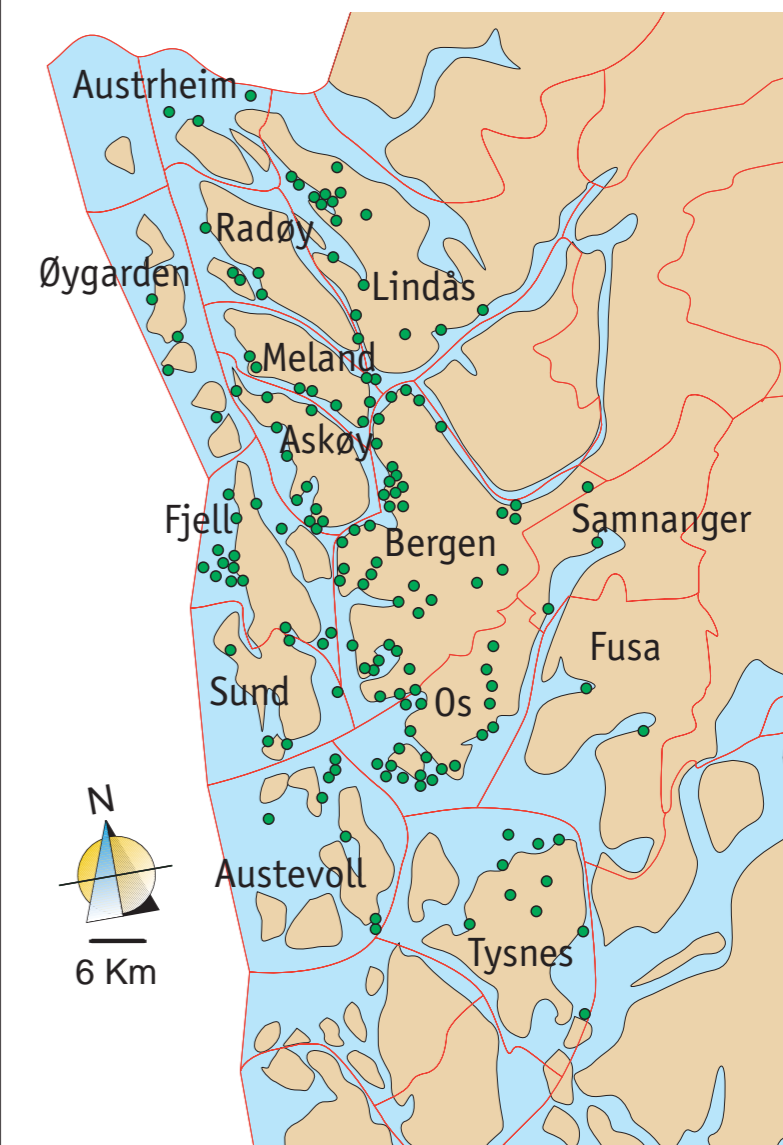 Austrheim
Radøy
Øygarden
Lindås
Meland
Askøy
Fjell
Bergen
Samnanger
Fusa
Sund
Os
N
Austevoll
Tysnes
6 Km